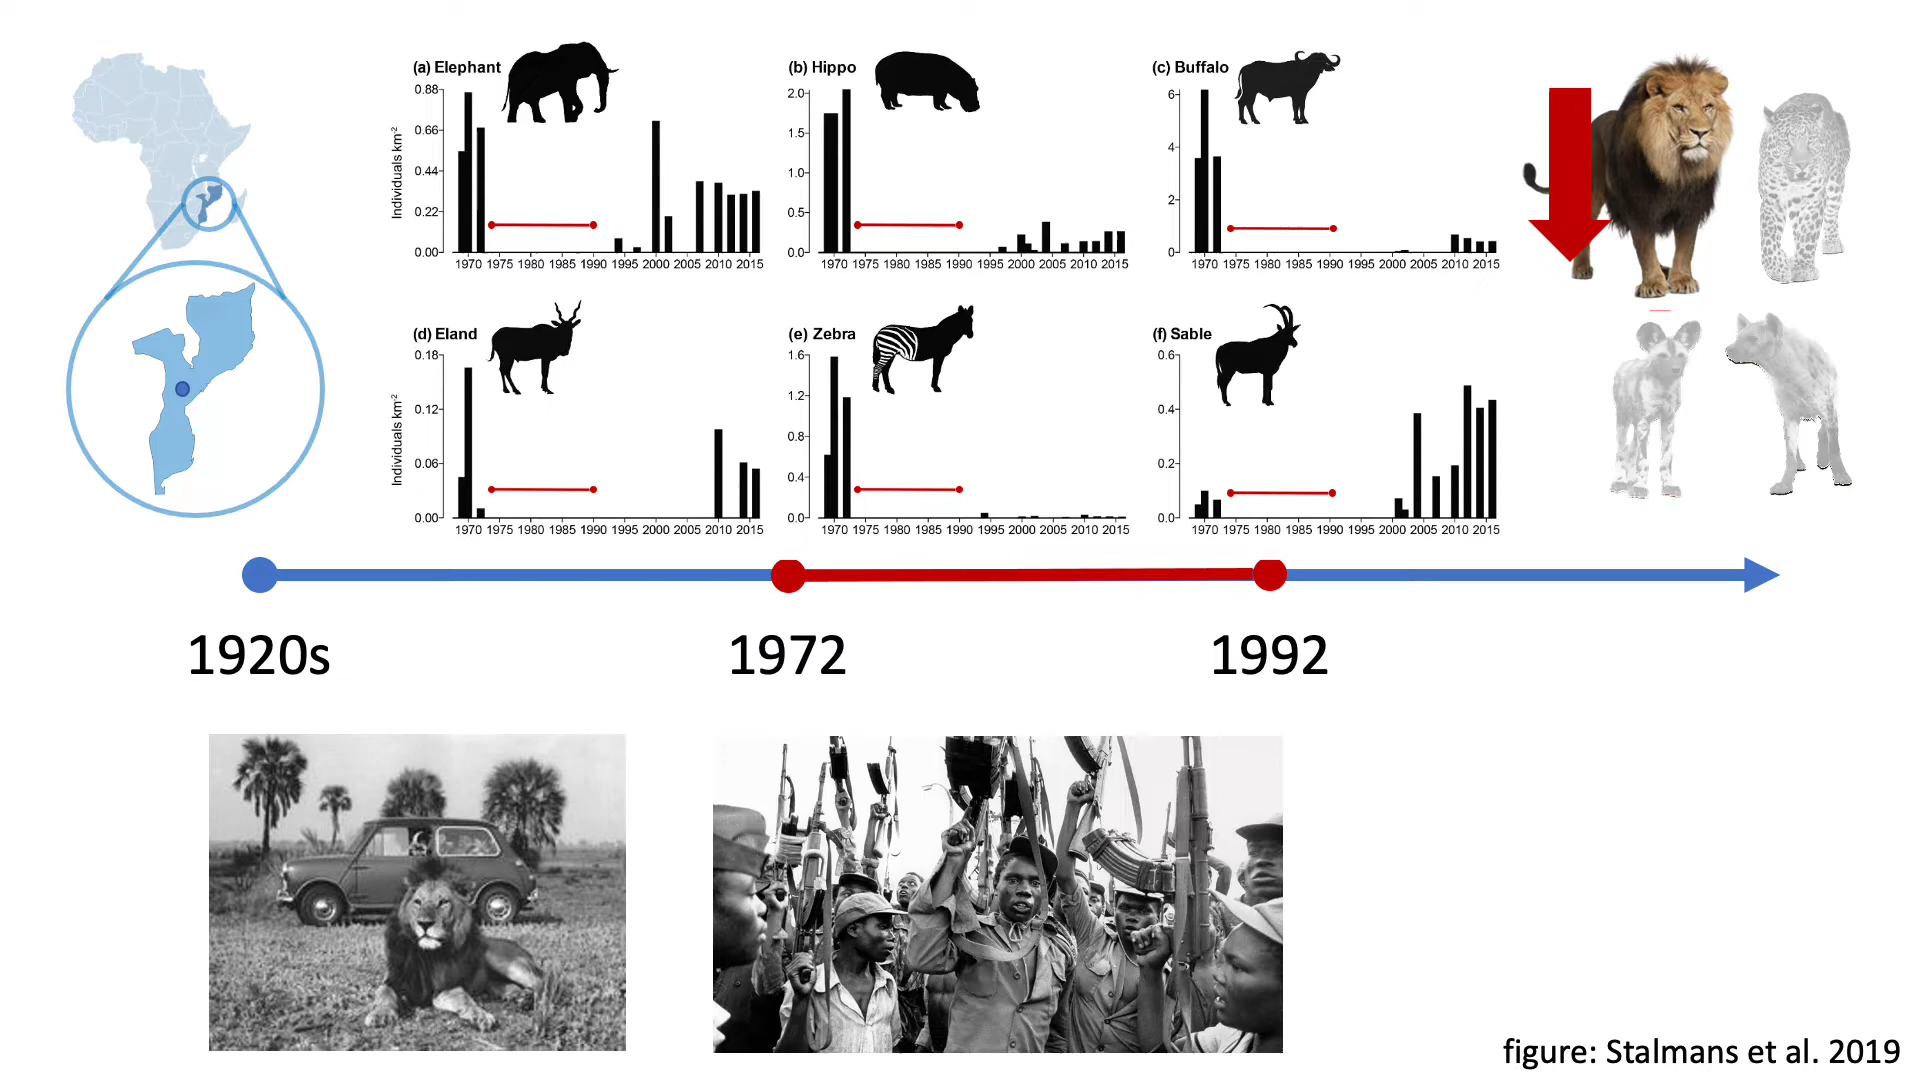 (a) Elephant
Individuals km-2
0.88
0.66
0.44
0.22
0.00
1970 1975 1980 1985 1990 1995 2000 2005 2010 2015
(b) Hippo
2.0
1.5
1.0
0.5
0.0
1970 1975 1980 1985 1990 1995 2000 2005 2010 2015
(c) Buffalo
6
4
2
0
1970 1975 1980 1985 1990 1995 2000 2005 2010 2015
(d) Eland
Individuals km-2
0.18
0.12
0.06
0.00
1970 1975 1980 1985 1990 1995 2000 2005 2010 2015
(e) Zebra
1.6
1.2
0.8
0.4
0.0
1970 1975 1980 1985 1990 1995 2000 2005 2010 2015
(f) Sable
0.6
0.4
0.2
0.0
1970 1975 1980 1985 1990 1995 2000 2005 2010 2015
1920s
1972
1992
figure: Stalmans et al. 2019